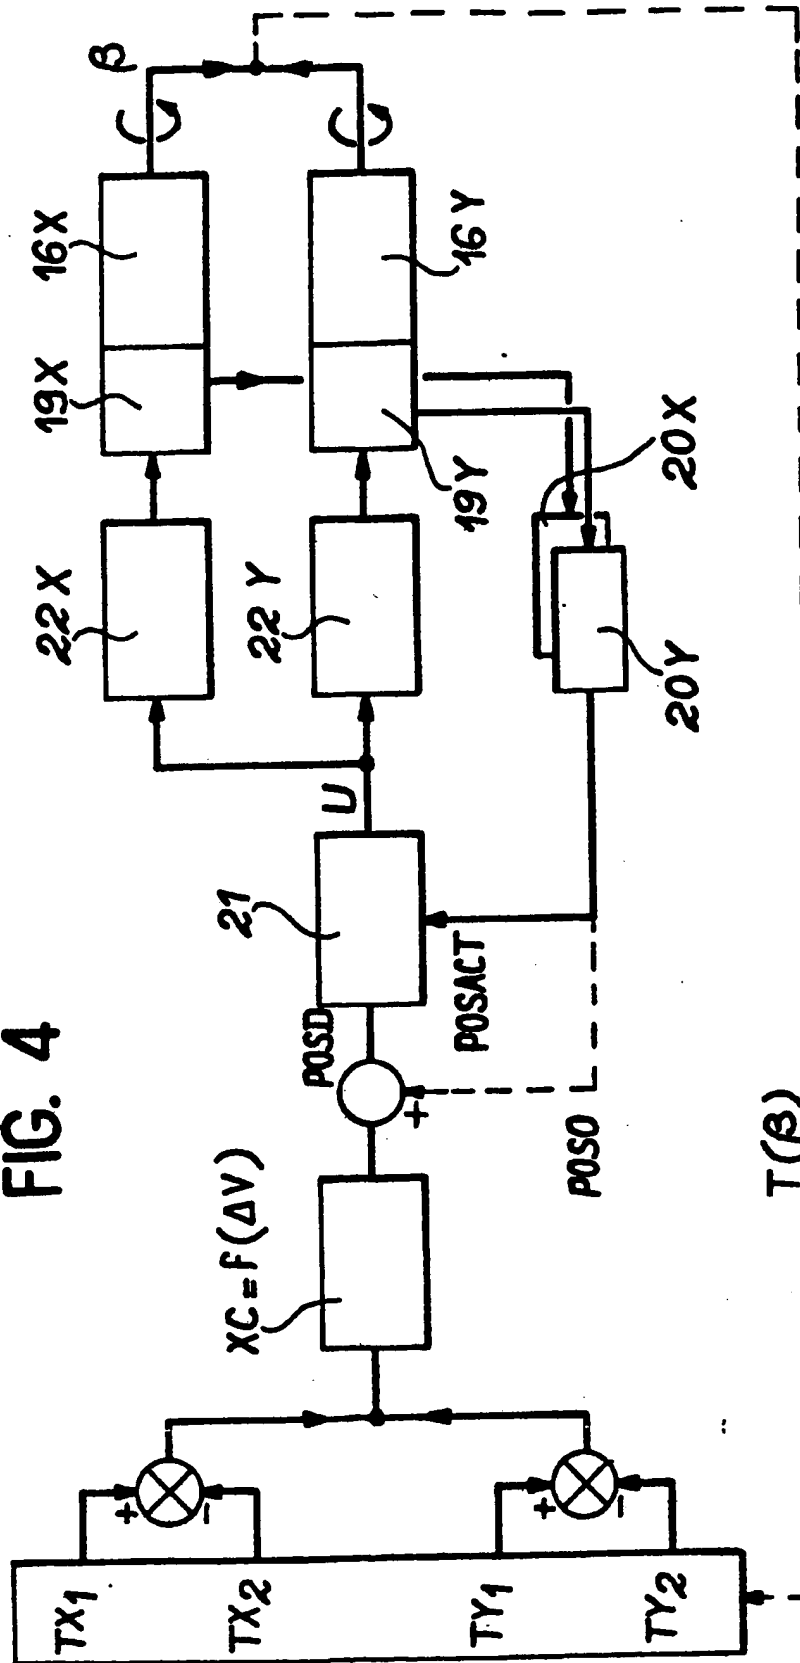 FIG. 4
TX1
TX2
TY1
TY2
+
-
+
-
XC=F(ΔV)
+
POSD
POSO
POSACT
21
U
22X
22Y
19X
16X
19Y
16Y
20X
20Y
β
T(β)